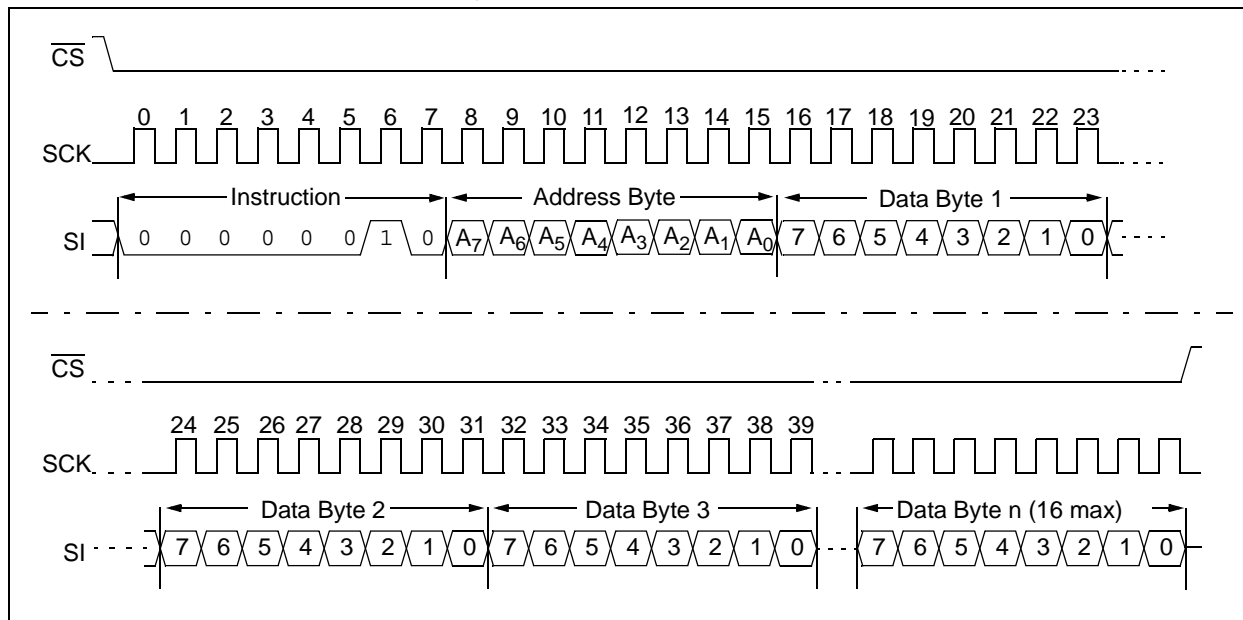 CS
0 1 2 3 4 5 6 7 8 9 10 11 12 13 14 15 16 17 18 19 20 21 22 23
SCK
Instruction Address Byte Data Byte 1
SI 0 0 0 0 0 0 1 0 A7 A6 A5 A4 A3 A2 A1 A0 7 6 5 4 3 2 1 0
CS
24 25 26 27 28 29 30 31 32 33 34 35 36 37 38 39
SCK
Data Byte 2 Data Byte 3 Data Byte n (16 max)
SI 7 6 5 4 3 2 1 0 7 6 5 4 3 2 1 0 7 6 5 4 3 2 1 0